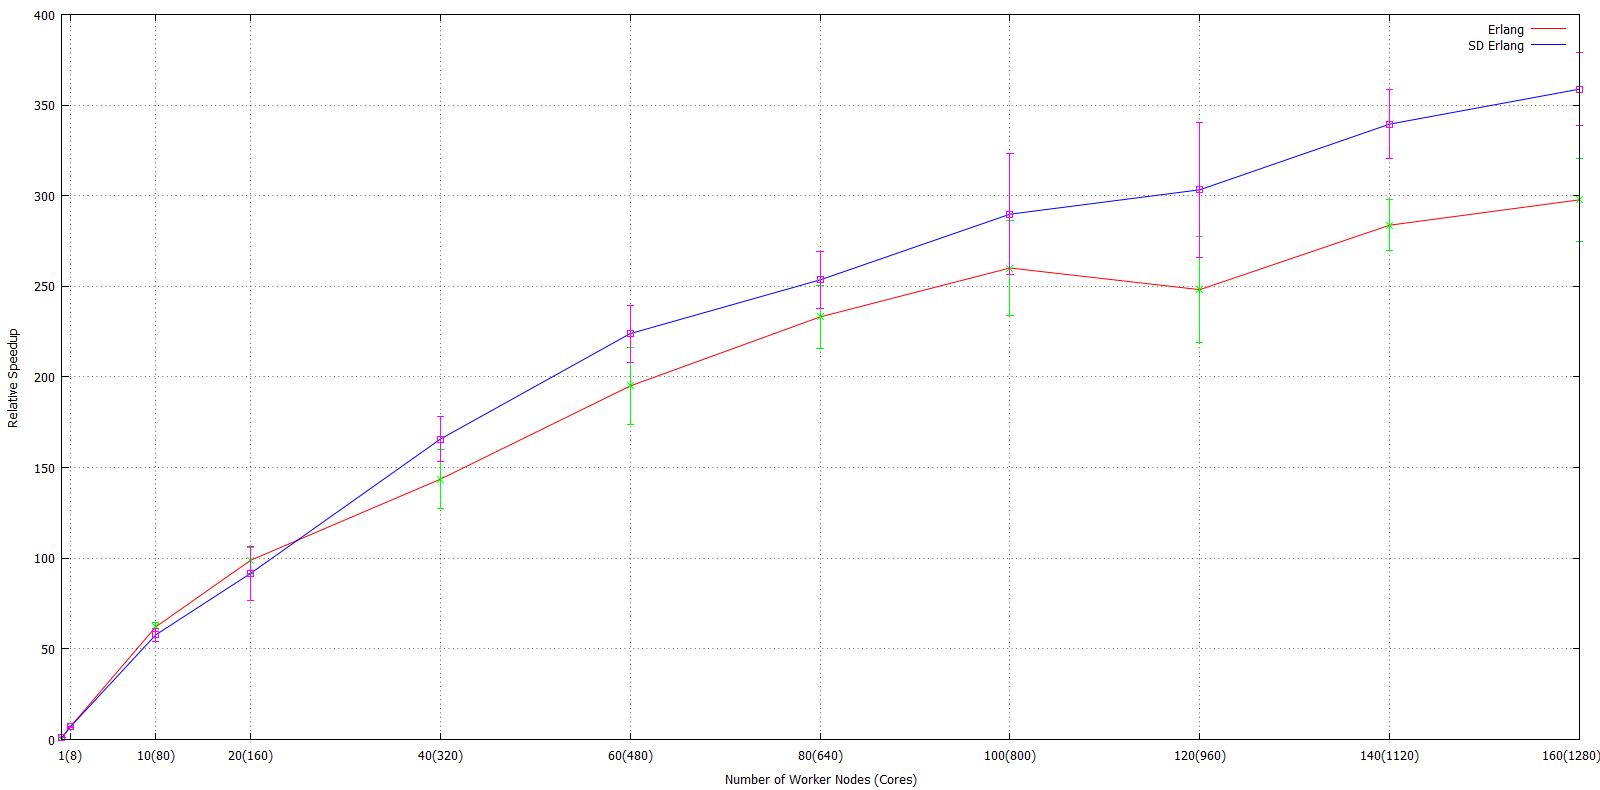 400
350
300
250
200
150
100
50
0
Relative Speedup
Erlang
SD Erlang
1(8) 10(80) 20(160) 40(320) 60(480) 80(640) 100(800) 120(960) 140(1120) 160(1280)
Number of Worker Nodes (Cores)